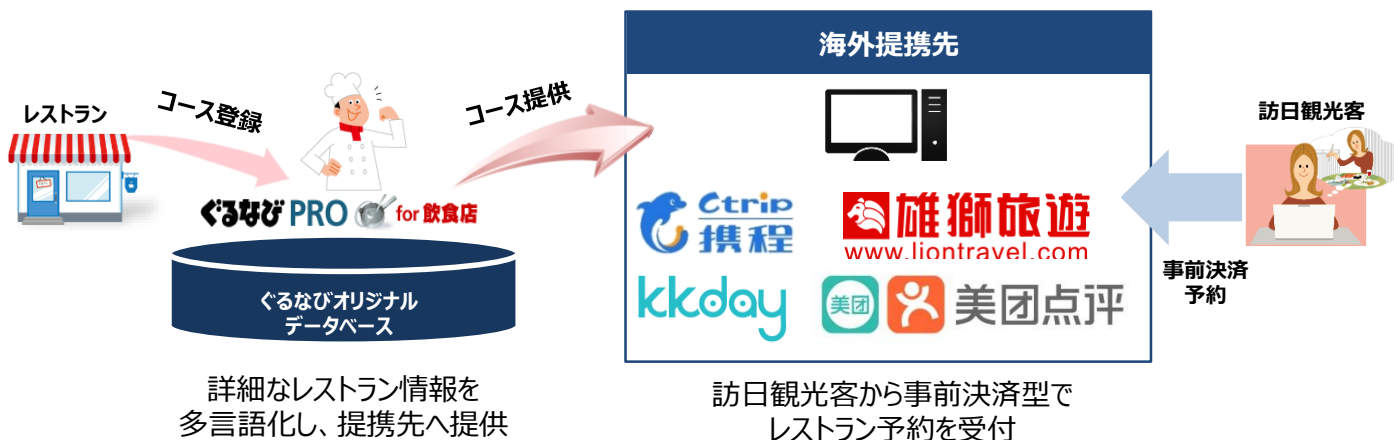 海外提携先
レストラン
コース登録
コース提供
訪日観光客
ぐるなび PRO for 飲食店
Ctrip
携程
雄獅旅遊
www.liontravel.com
事前決済
予約
ぐるなびオリジナル
データベース
kkday
美团
美团点评
詳細なレストラン情報を
多言語化し、提携先へ提供
訪日観光客から事前決済型で
レストラン予約を受付